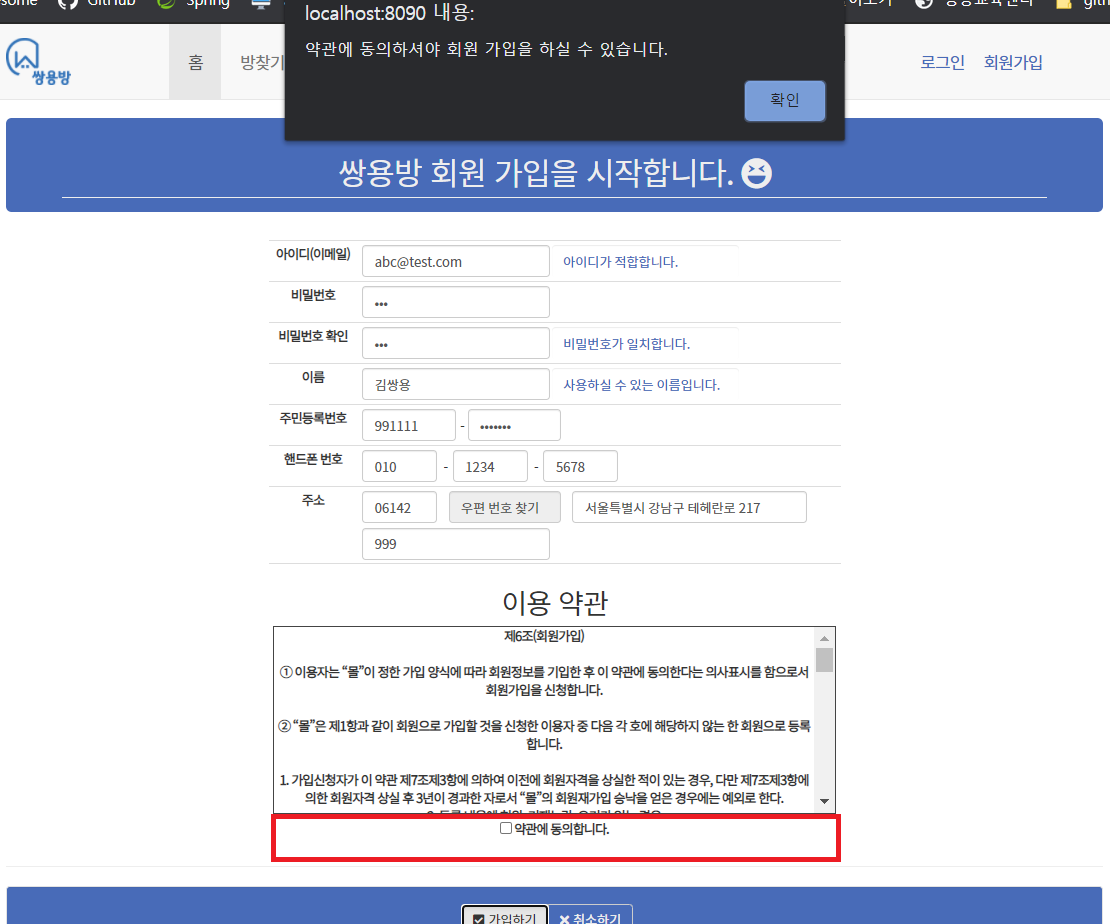 GitHub
Spring
localhost:8090 내용:
약관에 동의하셔야 회원 가입을 하실 수 있습니다.
확인
쌍용방
홈
방찾기
로그인 회원가입
쌍용방 회원 가입을 시작합니다.
아이디(이메일) abc@test.com 아이디가 적합합니다.
비밀번호 •••
비밀번호 확인 ••• 비밀번호가 일치합니다.
이름 김쌍용 사용하실 수 있는 이름입니다.
주민등록번호 991111 - •••••••
핸드폰 번호 010 - 1234 - 5678
주소 06142 우편 번호 찾기 서울특별시 강남구 테헤란로 217
999
이용 약관
제6조(회원가입)
① 이용자는 “몰”이 정한 가입 양식에 따라 회원정보를 기입한 후 이 약관에 동의한다는 의사표시를 함으로서
회원가입을 신청합니다.
② “몰”은 제1항과 같이 회원으로 가입할 것을 신청한 이용자 중 다음 각 호에 해당하지 않는 한 회원으로 등록
합니다.
1. 가입신청자가 이 약관 제7조제3항에 의하여 이전에 회원자격을 상실한 적이 있는 경우, 다만 제7조제3항에
의한 회원자격 상실 후 3년이 경과한 자로서 “몰”의 회원재가입 승낙을 얻은 경우에는 예외로 한다.
약관에 동의합니다.
가입하기 취소하기